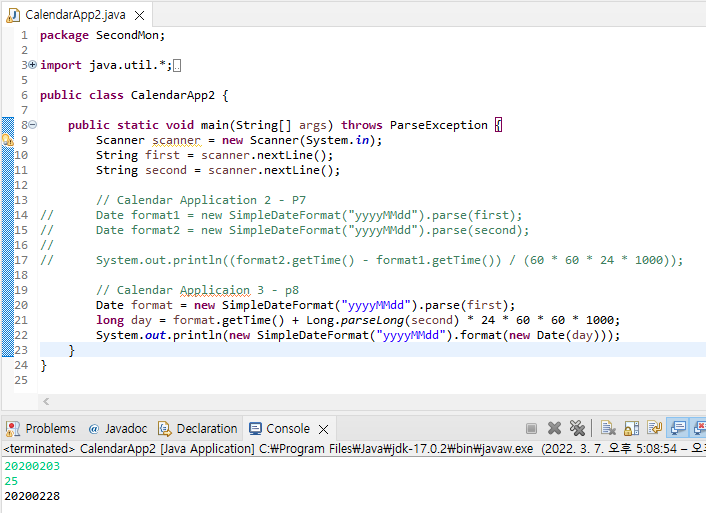 CalendarApp2.java
1 package SecondMon;
2
3 import java.util.*;
5
6 public class CalendarApp2 {
7
8 public static void main(String[] args) throws ParseException {
9 Scanner scanner = new Scanner(System.in);
10 String first = scanner.nextLine();
11 String second = scanner.nextLine();
12
13 // Calendar Application 2 - P7
14 // Date format1 = new SimpleDateFormat("yyyyMMdd").parse(first);
15 // Date format2 = new SimpleDateFormat("yyyyMMdd").parse(second);
16 //
17 // System.out.println((format2.getTime() - format1.getTime()) / (60 * 60 * 24 * 1000));
18
19 // Calendar Applicaion 3 - p8
20 Date format = new SimpleDateFormat("yyyyMMdd").parse(first);
21 long day = format.getTime() + Long.parseLong(second) * 24 * 60 * 60 * 1000;
22 System.out.println(new SimpleDateFormat("yyyyMMdd").format(new Date(day)));
23 }
24 }
25
Problems @ Javadoc Declaration Console
<terminated> CalendarApp2 [Java Application] C:₩Program Files₩Java₩jdk-17.0.2₩bin₩javaw.exe (2022. 3. 7. 오후 5:08:54 – 오
20200203
25
20200228